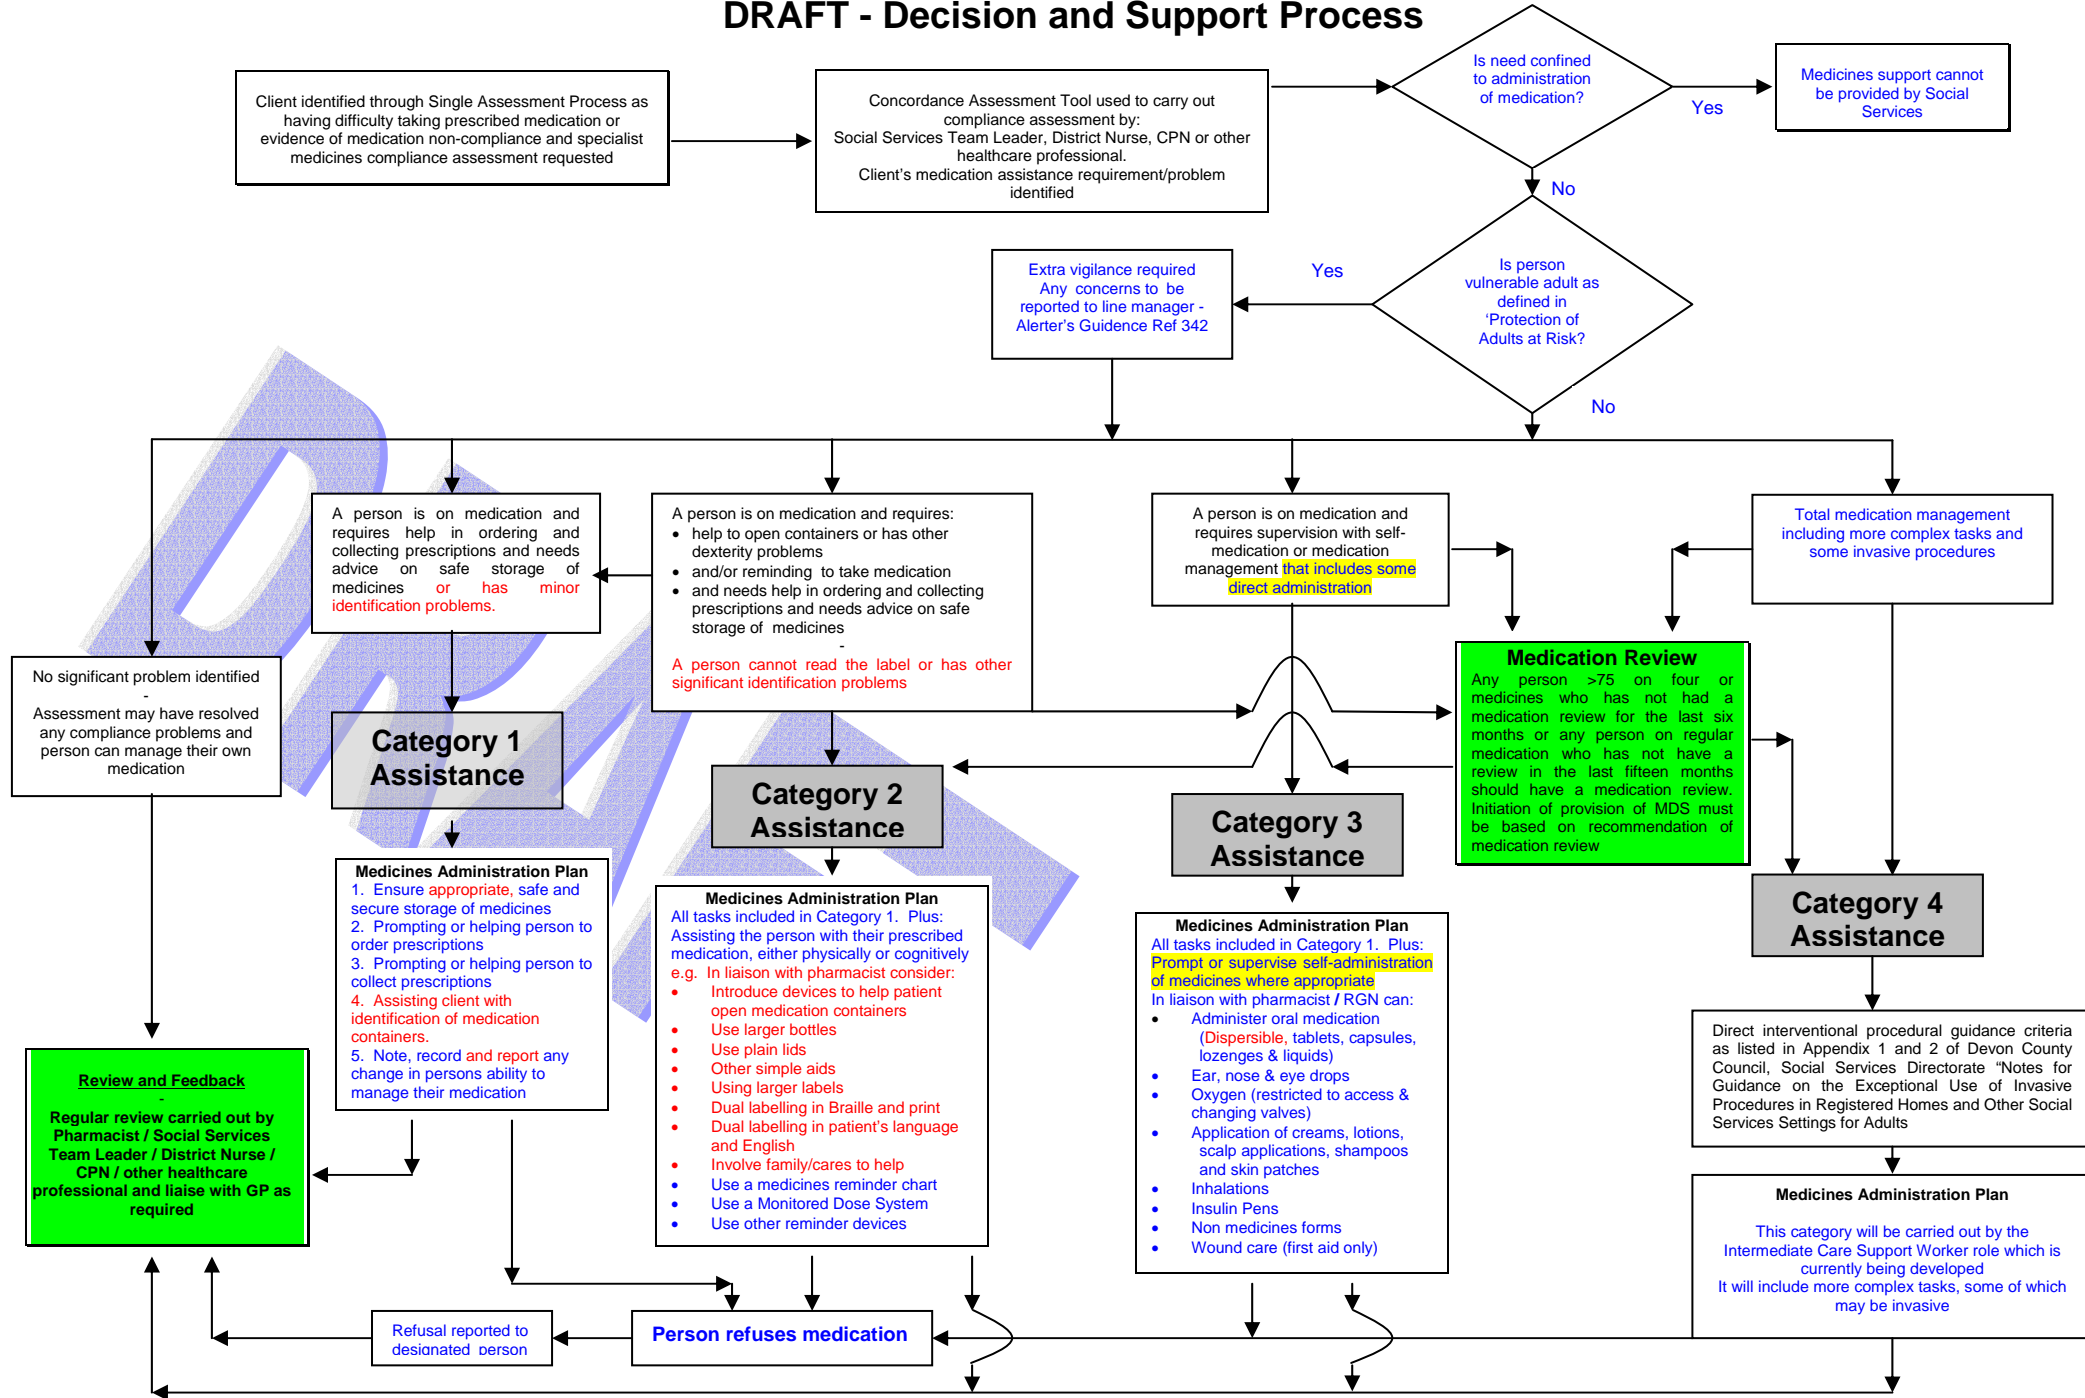 DRAFT - Decision and Support Process
Client identified through Single Assessment Process as
having difficulty taking prescribed medication or
evidence of medication non-compliance and specialist
medicines compliance assessment requested
Concordance Assessment Tool used to carry out
compliance assessment by:
Social Services Team Leader, District Nurse, CPN or other
healthcare professional.
Client's medication assistance requirement/problem
identified
Is need confined
to administration
of medication?
Yes
Medicines support cannot
be provided by Social
Services
No
Is person
vulnerable adult as
defined in
'Protection of
Adults at Risk?
Yes
Extra vigilance required
Any concerns to be
reported to line manager -
Alerter's Guidance Ref 342
No
DRAFT
A person is on medication and
requires help in ordering and
collecting prescriptions and needs
advice on safe storage of
medicines or has minor
identification problems.
A person is on medication and requires:
• help to open containers or has other
dexterity problems
• and/or reminding to take medication
• and needs help in ordering and collecting
prescriptions and needs advice on safe
storage of medicines
-
A person cannot read the label or has other
significant identification problems
A person is on medication and
requires supervision with self-
medication or medication
management that includes some
direct administration
Total medication management
including more complex tasks and
some invasive procedures
No significant problem identified
-
Assessment may have resolved
any compliance problems and
person can manage their own
medication
Medication Review
Any person >75 on four or
medicines who has not had a
medication review for the last six
months or any person on regular
medication who has not have a
review in the last fifteen months
should have a medication review.
Initiation of provision of MDS must
be based on recommendation of
medication review
Category 1
Assistance
Category 2
Assistance
Category 3
Assistance
Category 4
Assistance
Medicines Administration Plan
1. Ensure appropriate, safe and
secure storage of medicines
2. Prompting or helping person to
order prescriptions
3. Prompting or helping person to
collect prescriptions
4. Assisting client with
identification of medication
containers.
5. Note, record and report any
change in persons ability to
manage their medication
Medicines Administration Plan
All tasks included in Category 1. Plus:
Assisting the person with their prescribed
medication, either physically or cognitively
e.g. In liaison with pharmacist consider:
• Introduce devices to help patient
open medication containers
• Use larger bottles
• Use plain lids
• Other simple aids
• Using larger labels
• Dual labelling in Braille and print
• Dual labelling in patient's language
and English
• Involve family/cares to help
• Use a medicines reminder chart
• Use a Monitored Dose System
• Use other reminder devices
Medicines Administration Plan
All tasks included in Category 1. Plus:
Prompt or supervise self-administration
of medicines where appropriate
In liaison with pharmacist / RGN can:
• Administer oral medication
(Dispersible, tablets, capsules,
lozenges & liquids)
• Ear, nose & eye drops
• Oxygen (restricted to access &
changing valves)
• Application of creams, lotions,
scalp applications, shampoos
and skin patches
• Inhalations
• Insulin Pens
• Non medicines forms
• Wound care (first aid only)
Direct interventional procedural guidance criteria
as listed in Appendix 1 and 2 of Devon County
Council, Social Services Directorate “Notes for
Guidance on the Exceptional Use of Invasive
Procedures in Registered Homes and Other Social
Services Settings for Adults
Medicines Administration Plan
This category will be carried out by the
Intermediate Care Support Worker role which is
currently being developed
It will include more complex tasks, some of which
may be invasive
Review and Feedback
-
Regular review carried out by
Pharmacist / Social Services
Team Leader / District Nurse /
CPN / other healthcare
professional and liaise with GP as
required
Refusal reported to
designated person
Person refuses medication